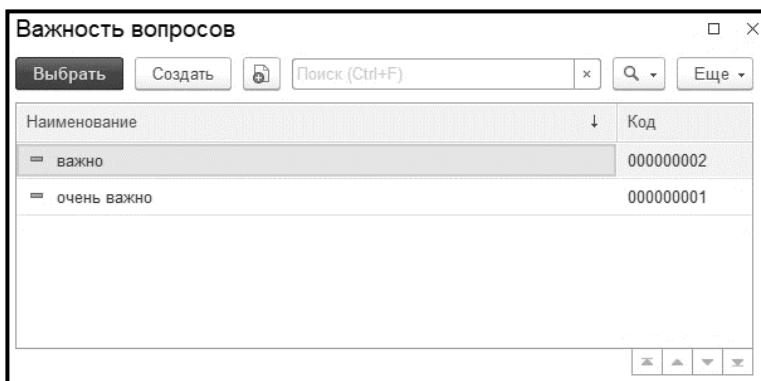 Важность вопросов
Выбрать Создать Поиск (Ctrl+F) × Еще
Наименование ↓ Код
важно 000000002
очень важно 000000001